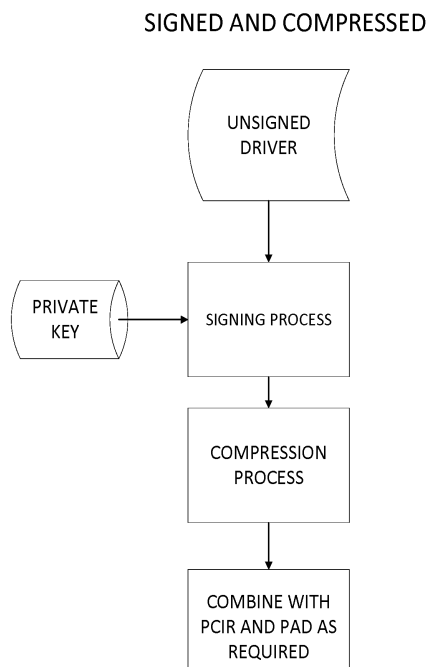 SIGNED AND COMPRESSED
UNSIGNED
DRIVER
PRIVATE
KEY
SIGNING PROCESS
COMPRESSION
PROCESS
COMBINE WITH
PCIR AND PAD AS
REQUIRED